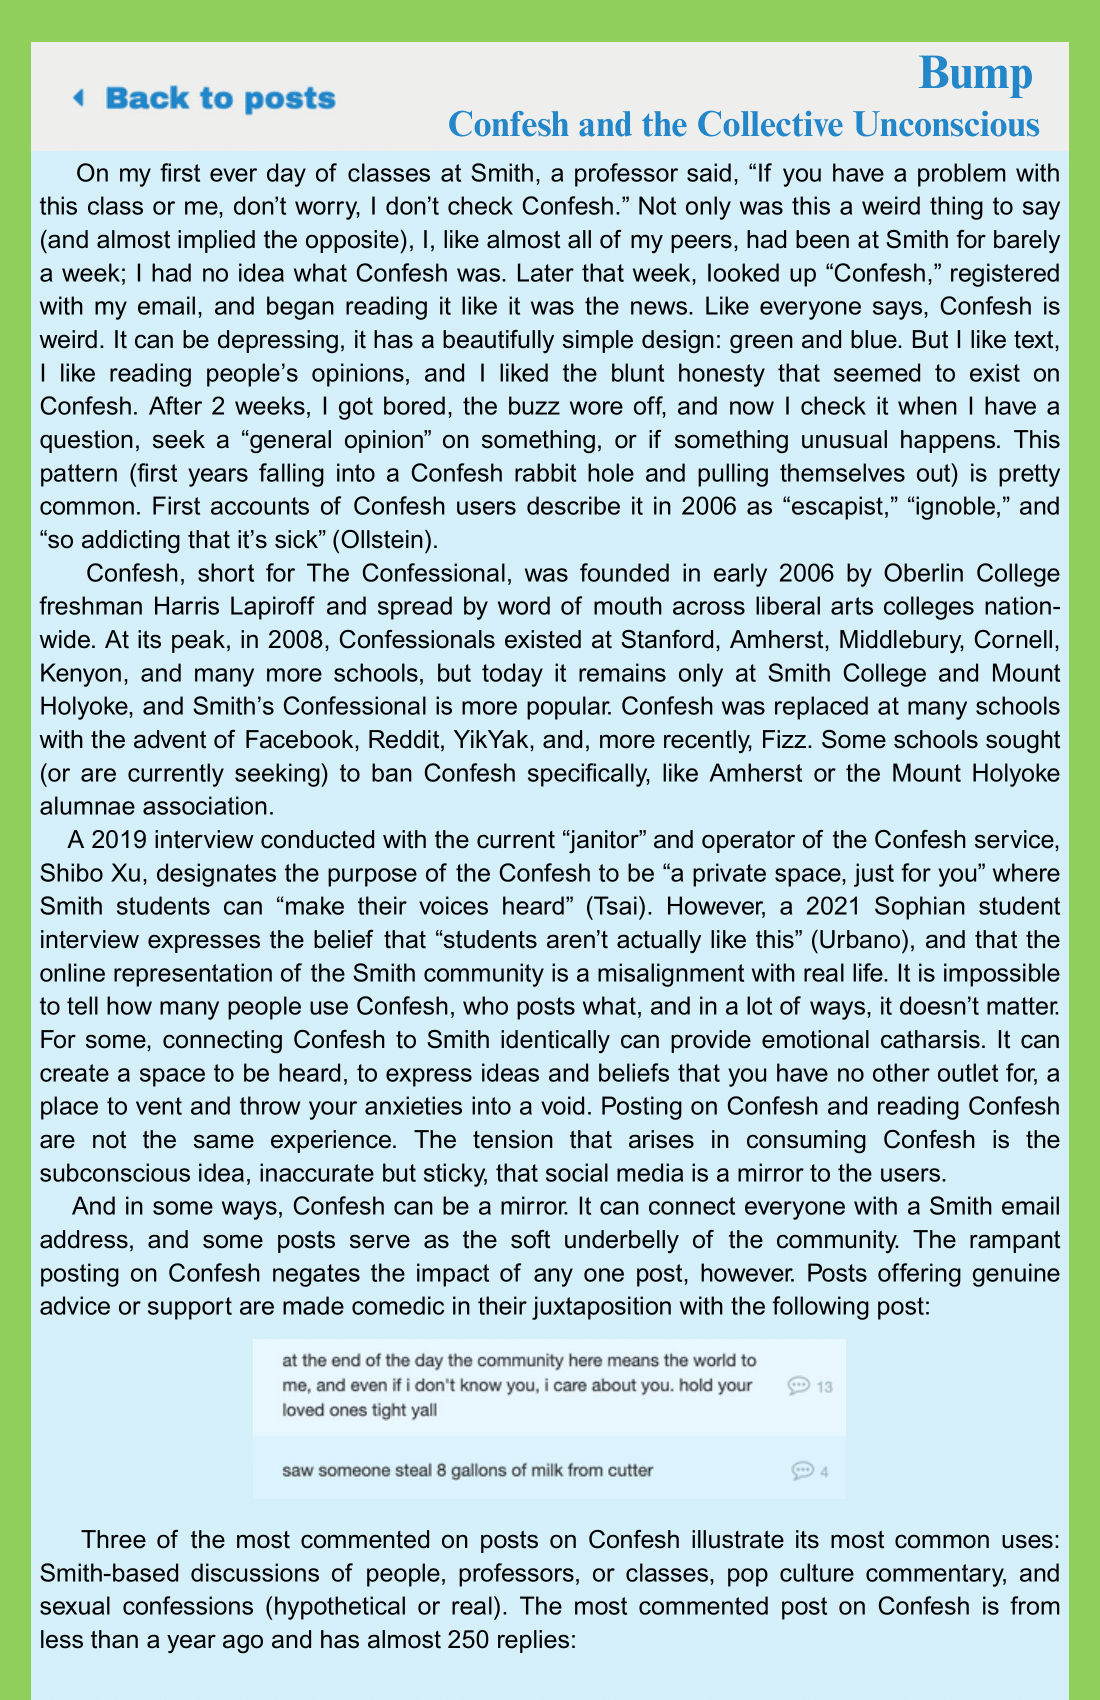 Back to posts
Bump
Confesh and the Collective Unconscious
On my first ever day of classes at Smith, a professor said, “If you have a problem with
this class or me, don’t worry, I don’t check Confesh.” Not only was this a weird thing to say
(and almost implied the opposite), I, like almost all of my peers, had been at Smith for barely
a week; I had no idea what Confesh was. Later that week, looked up “Confesh,” registered
with my email, and began reading it like it was the news. Like everyone says, Confesh is
weird. It can be depressing, it has a beautifully simple design: green and blue. But I like text,
I like reading people’s opinions, and I liked the blunt honesty that seemed to exist on
Confesh. After 2 weeks, I got bored, the buzz wore off, and now I check it when I have a
question, seek a “general opinion” on something, or if something unusual happens. This
pattern (first years falling into a Confesh rabbit hole and pulling themselves out) is pretty
common. First accounts of Confesh users describe it in 2006 as “escapist,” “ignoble,” and
“so addicting that it’s sick” (Ollstein).
Confesh, short for The Confessional, was founded in early 2006 by Oberlin College
freshman Harris Lapiroff and spread by word of mouth across liberal arts colleges nation-
wide. At its peak, in 2008, Confessionals existed at Stanford, Amherst, Middlebury, Cornell,
Kenyon, and many more schools, but today it remains only at Smith College and Mount
Holyoke, and Smith’s Confessional is more popular. Confesh was replaced at many schools
with the advent of Facebook, Reddit, YikYak, and, more recently, Fizz. Some schools sought
(or are currently seeking) to ban Confesh specifically, like Amherst or the Mount Holyoke
alumnae association.
A 2019 interview conducted with the current “janitor” and operator of the Confesh service,
Shibo Xu, designates the purpose of the Confesh to be “a private space, just for you” where
Smith students can “make their voices heard” (Tsai). However, a 2021 Sophian student
interview expresses the belief that “students aren’t actually like this” (Urbano), and that the
online representation of the Smith community is a misalignment with real life. It is impossible
to tell how many people use Confesh, who posts what, and in a lot of ways, it doesn’t matter.
For some, connecting Confesh to Smith identically can provide emotional catharsis. It can
create a space to be heard, to express ideas and beliefs that you have no other outlet for, a
place to vent and throw your anxieties into a void. Posting on Confesh and reading Confesh
are not the same experience. The tension that arises in consuming Confesh is the
subconscious idea, inaccurate but sticky, that social media is a mirror to the users.
And in some ways, Confesh can be a mirror. It can connect everyone with a Smith email
address, and some posts serve as the soft underbelly of the community. The rampant
posting on Confesh negates the impact of any one post, however. Posts offering genuine
advice or support are made comedic in their juxtaposition with the following post:
at the end of the day the community here means the world to
me, and even if i don't know you, i care about you. hold your
loved ones tight yall
13
saw someone steal 8 gallons of milk from cutter
4
Three of the most commented on posts on Confesh illustrate its most common uses:
Smith-based discussions of people, professors, or classes, pop culture commentary, and
sexual confessions (hypothetical or real). The most commented post on Confesh is from
less than a year ago and has almost 250 replies: